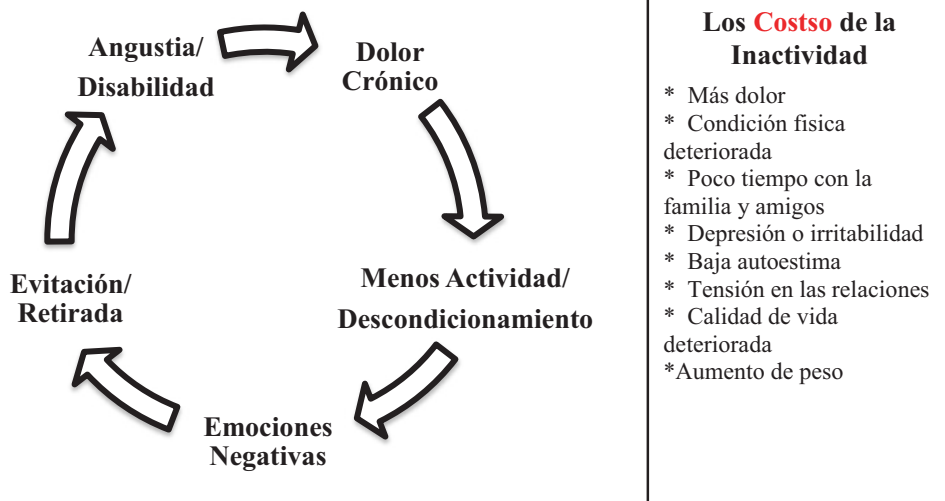 Angustia/
Disabilidad
Dolor
Crónico
Menos Actividad/
Descondicionamiento
Emociones
Negativas
Evitación/
Retirada
Los Costso de la
Inactividad
* Más dolor
* Condición fisica
deteriorada
* Poco tiempo con la
familia y amigos
* Depresión o irritabilidad
* Baja autoestima
* Tensión en las relaciones
* Calidad de vida
deteriorada
*Aumento de peso